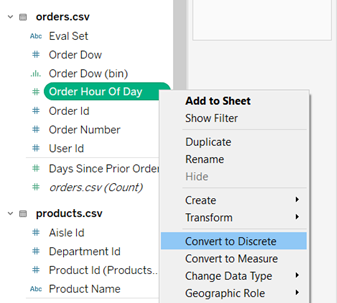 orders.csv
Abc Eval Set
# Order Dow
Order Dow (bin)
# Order Hour Of Day
# Order Id
# Order Number
# User Id
# Days Since Prior Order
# orders.csv (Count)
products.csv
# Aisle Id
# Department Id
# Product Id (Products...
Abc Product Name
Add to Sheet
Show Filter
Duplicate
Rename
Hide
Create
Transform
Convert to Discrete
Convert to Measure
Change Data Type
Geographic Role